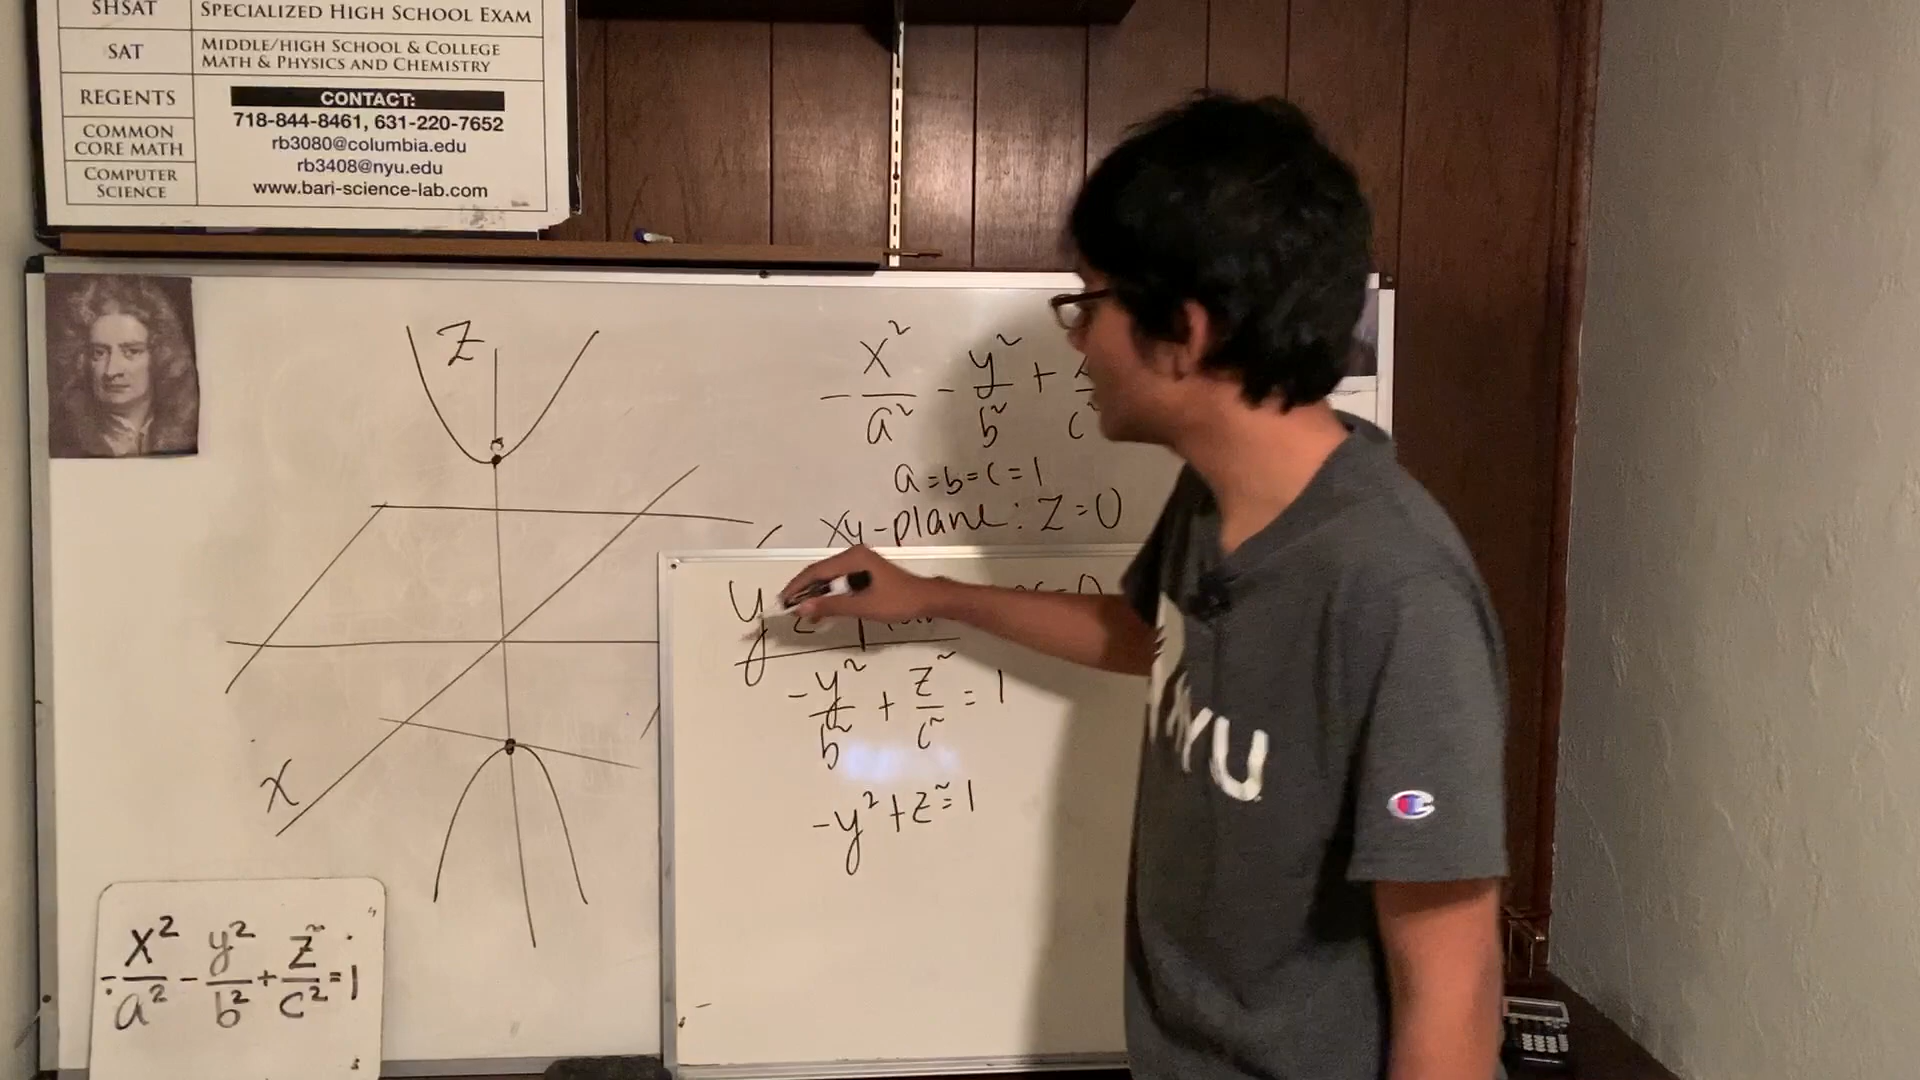 SHSAT SPECIALIZED HIGH SCHOOL EXAM
SAT MIDDLE/HIGH SCHOOL & COLLEGE
MATH & PHYSICS AND CHEMISTRY
REGENTS
COMMON
CORE MATH
COMPUTER
SCIENCE
CONTACT:
718-844-8461, 631-220-7652
rb3080@columbia.edu
rb3408@nyu.edu
www.bari-science-lab.com
Z
X
-x²/a² - y²/b² +
a=b=c=1
xy-plane: Z=0
y
-y²/b² + z²/c² = 1
-y²+z²=1
-x²/a² - y²/b² + z²/c² = 1
NYU